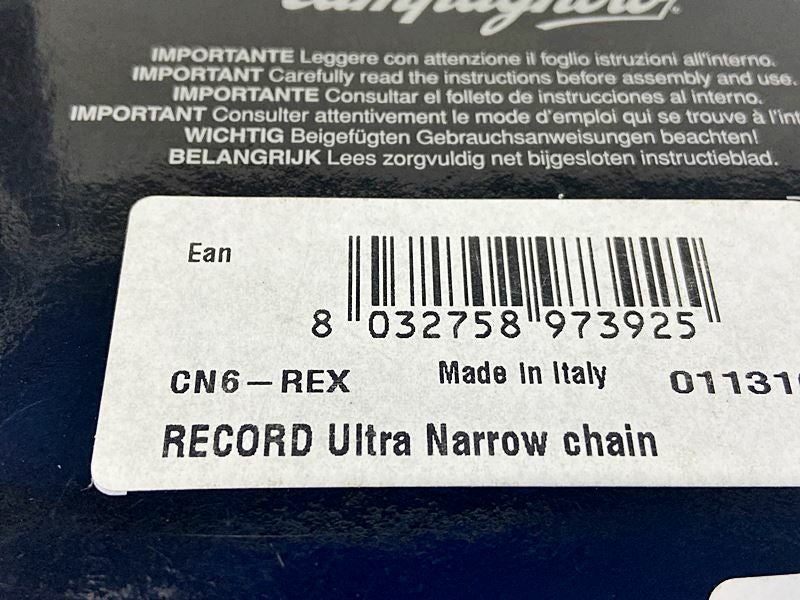 Campagnolo
IMPORTANTE Leggere con attenzione il foglio istruzioni all'interno.
IMPORTANT Carefully read the instructions before assembly and use.
IMPORTANTE Consultar el folleto de instrucciones al interno.
IMPORTANT Consulter attentivement le mode d'emploi qui se trouve à l'int
WICHTIG Beigefügten Gebrauchsanweisungen beachten!
BELANGRIJK Lees zorgvuldig net bijgesloten instructieblad.
Ean
8 032758 973925
CN6-REX Made In Italy 01131
RECORD Ultra Narrow chain